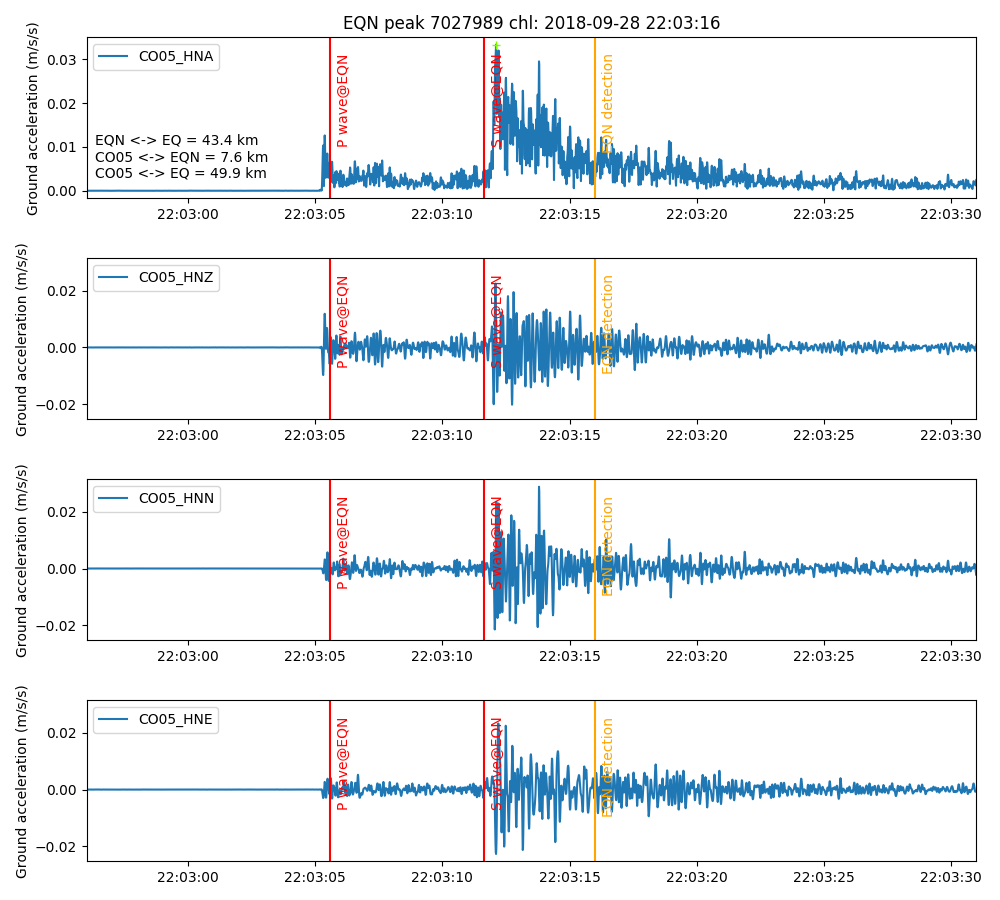 EQN peak 7027989 chl: 2018-09-28 22:03:16
Ground acceleration (m/s/s)
0.03
0.02
0.01
0.00
CO05_HNA
EQN <-> EQ = 43.4 km
CO05 <-> EQN = 7.6 km
CO05 <-> EQ = 49.9 km
P wave@EQN
S wave@EQN
EQN detection
22:03:00 22:03:05 22:03:10 22:03:15 22:03:20 22:03:25 22:03:30
Ground acceleration (m/s/s)
0.02
0.00
−0.02
CO05_HNZ
P wave@EQN
S wave@EQN
EQN detection
22:03:00 22:03:05 22:03:10 22:03:15 22:03:20 22:03:25 22:03:30
Ground acceleration (m/s/s)
0.02
0.00
−0.02
CO05_HNN
P wave@EQN
S wave@EQN
EQN detection
22:03:00 22:03:05 22:03:10 22:03:15 22:03:20 22:03:25 22:03:30
Ground acceleration (m/s/s)
0.02
0.00
−0.02
CO05_HNE
P wave@EQN
S wave@EQN
EQN detection
22:03:00 22:03:05 22:03:10 22:03:15 22:03:20 22:03:25 22:03:30